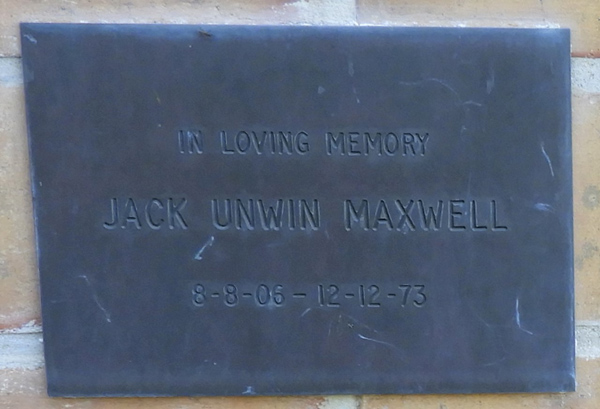 IN LOVING MEMORY
JACK UNWIN MAXWELL
8-8-06 - 12-12-73